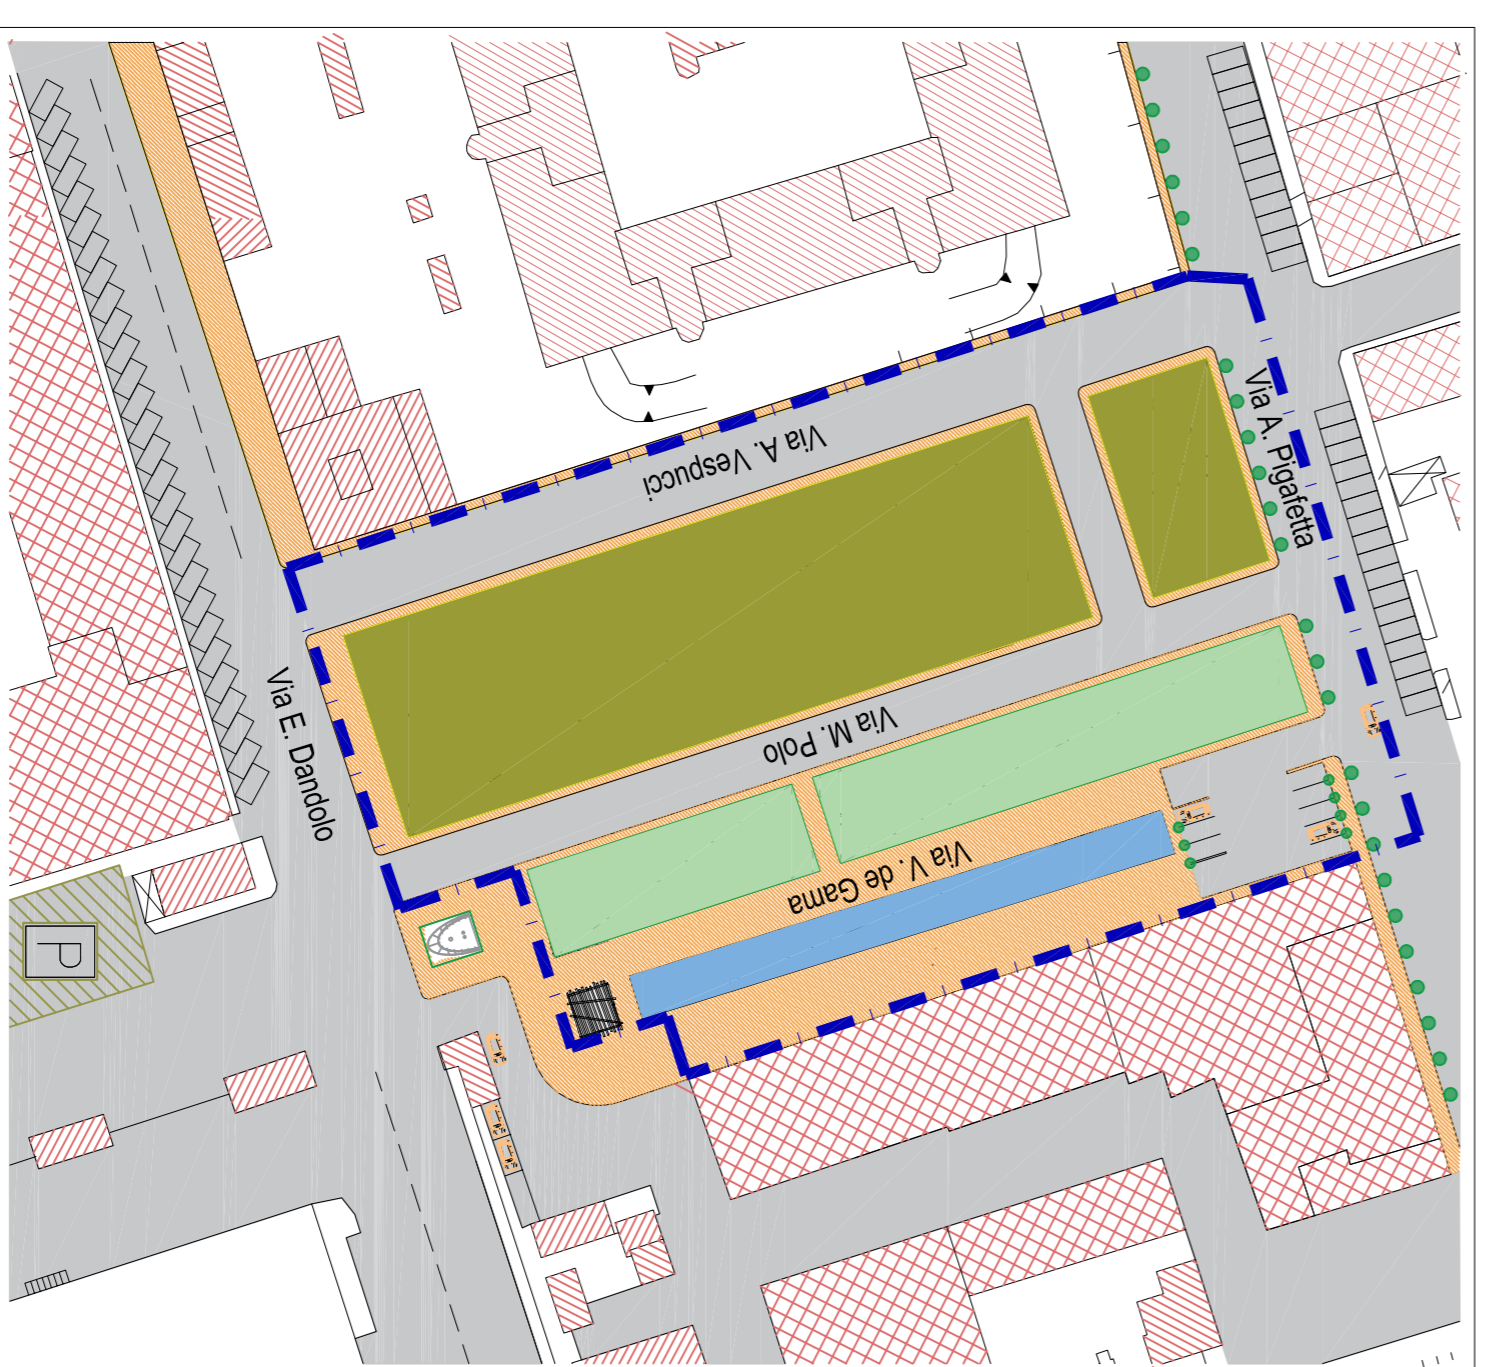 Via A. Vespucci
Via A. Pigafetta
Via E. Dandolo
Via M. Polo
Via V. de Gama
P